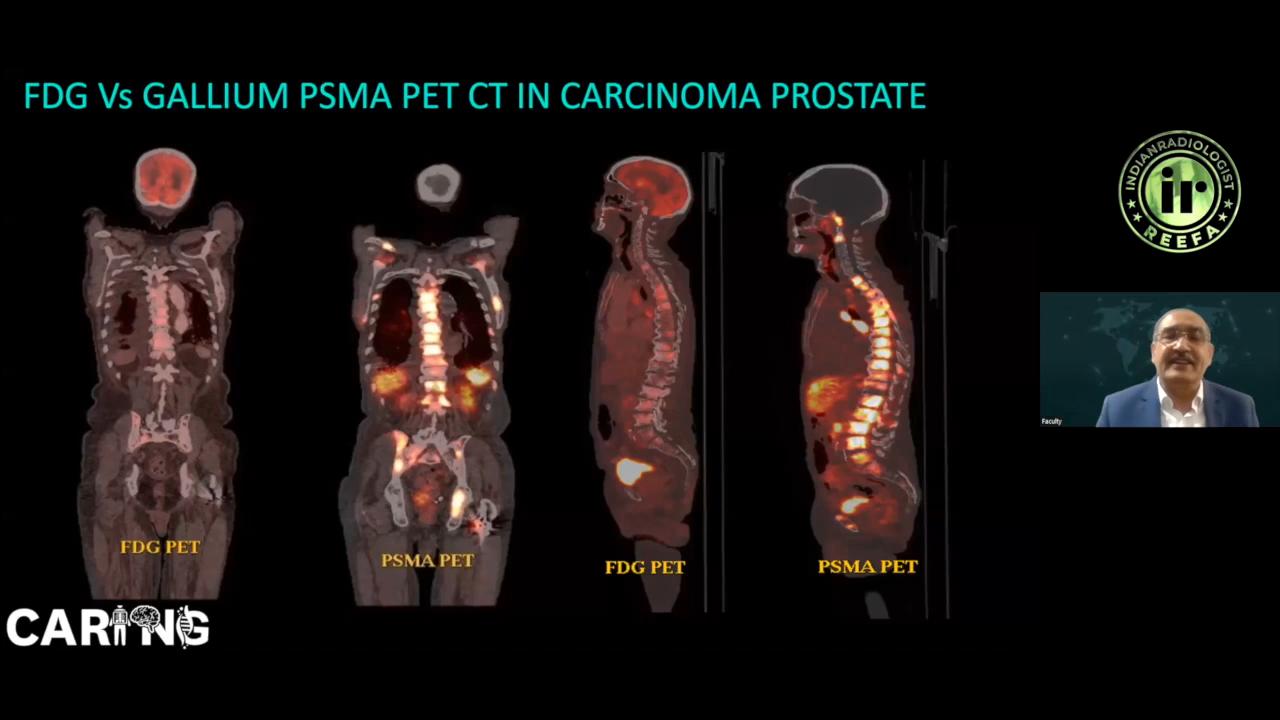 FDG Vs GALLIUM PSMA PET CT IN CARCINOMA PROSTATE
INDIANRADIOLOGIST
ir
REEFA
Faculty
FDG PET
PSMA PET
FDG PET
PSMA PET
CARING